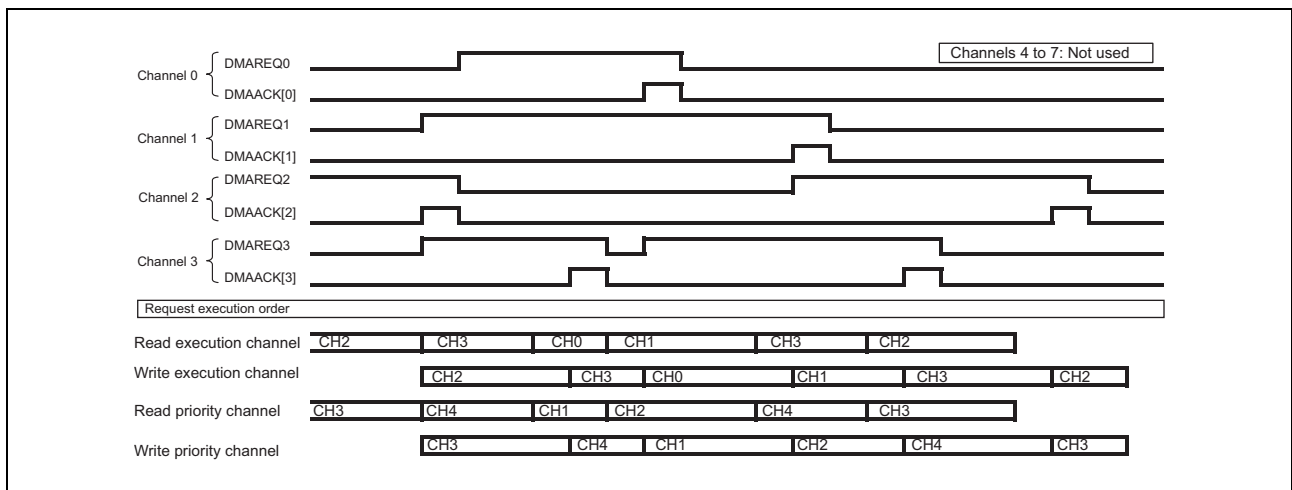 Channels 4 to 7: Not used
Channel 0
DMAREQ0
DMAACK[0]
Channel 1
DMAREQ1
DMAACK[1]
Channel 2
DMAREQ2
DMAACK[2]
Channel 3
DMAREQ3
DMAACK[3]
Request execution order
Read execution channel CH2 CH3 CH0 CH1 CH3 CH2
Write execution channel CH2 CH3 CH0 CH1 CH3 CH2
Read priority channel CH3 CH4 CH1 CH2 CH4 CH3
Write priority channel CH3 CH4 CH1 CH2 CH4 CH3